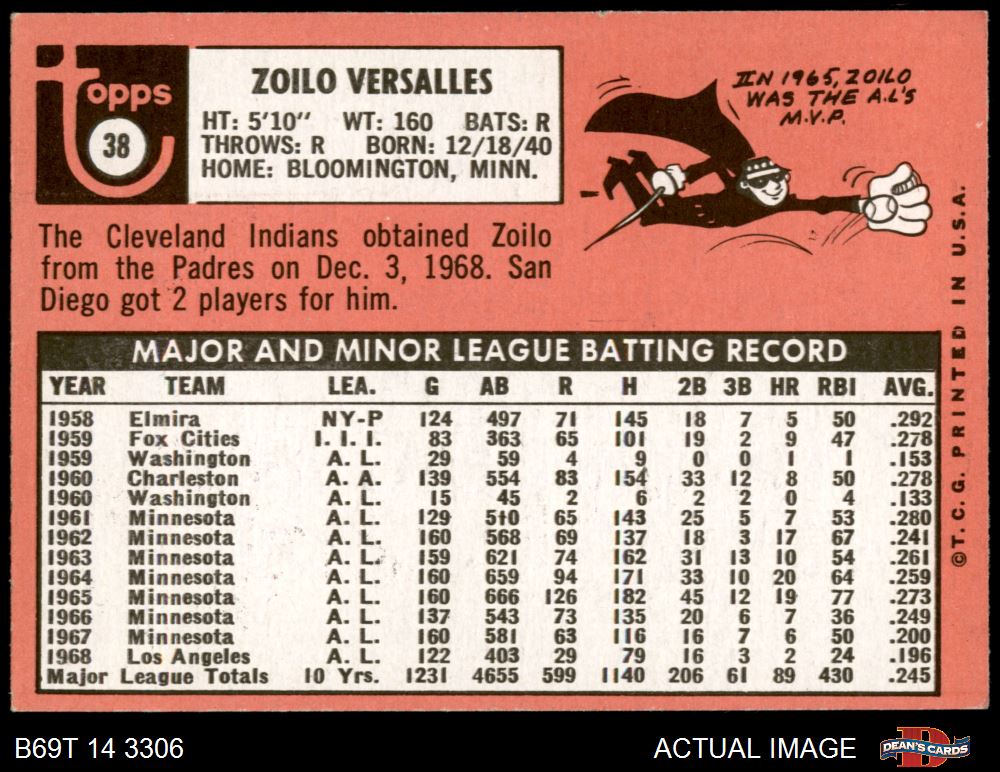 topps
38
ZOILO VERSALLES
HT: 5'10" WT: 160 BATS: R
THROWS: R BORN: 12/18/40
HOME: BLOOMINGTON, MINN.
IN 1965, ZOILO
WAS THE A.L'S
M.V.P.
The Cleveland Indians obtained Zoilo
from the Padres on Dec. 3, 1968. San
Diego got 2 players for him.
MAJOR AND MINOR LEAGUE BATTING RECORD
YEAR TEAM LEA. G AB R H 2B 3B HR RBI AVG.
1958 Elmira NY-P 124 497 71 145 18 7 5 50 .292
1959 Fox Cities I. I. I. 83 363 65 101 19 2 9 47 .278
1959 Washington A. L. 29 59 4 9 0 0 1 1 .153
1960 Charleston A. A. 139 554 83 154 33 12 8 50 .278
1960 Washington A. L. 15 45 2 6 2 2 0 4 .133
1961 Minnesota A. L. 129 510 65 143 25 5 7 53 .280
1962 Minnesota A. L. 160 568 69 137 18 3 17 67 .241
1963 Minnesota A. L. 159 621 74 162 31 13 10 54 .261
1964 Minnesota A. L. 160 659 94 171 33 10 20 64 .259
1965 Minnesota A. L. 160 666 126 182 45 12 19 77 .273
1966 Minnesota A. L. 137 543 73 135 20 6 7 36 .249
1967 Minnesota A. L. 160 581 63 116 16 7 6 50 .200
1968 Los Angeles A. L. 122 403 29 79 16 3 2 24 .196
Major League Totals 10 Yrs. 1231 4655 599 1140 206 61 89 430 .245
©T. C. G. PRINTED IN U.S.A.
B69T 14 3306
ACTUAL IMAGE
D
DEAN'S CARDS